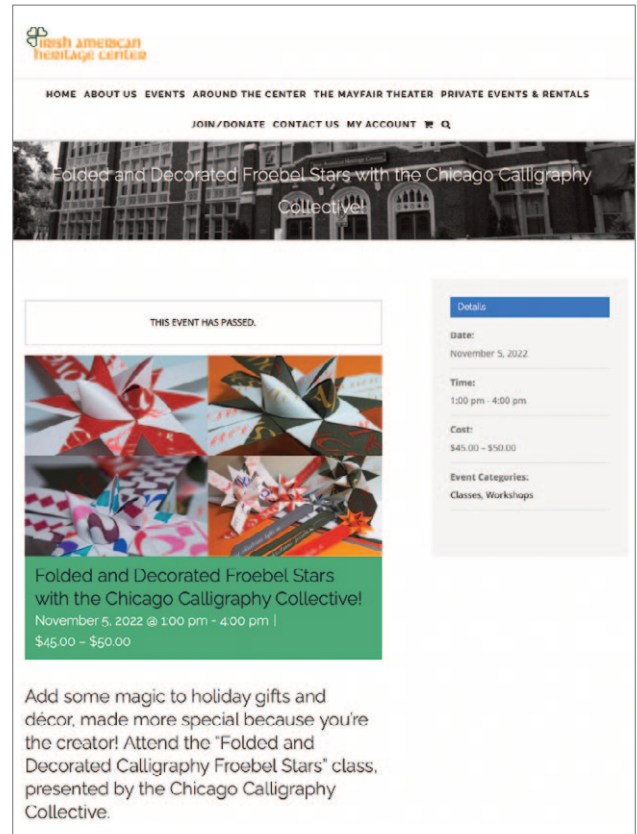 irish american
heritage center
HOME ABOUT US EVENTS AROUND THE CENTER THE MAYFAIR THEATER PRIVATE EVENTS & RENTALS
JOIN/DONATE CONTACT US MY ACCOUNT
Folded and Decorated Froebel Stars with the Chicago Calligraphy
Collective!
THIS EVENT HAS PASSED.
Folded and Decorated Froebel Stars
with the Chicago Calligraphy Collective!
November 5, 2022 @ 1:00 pm - 4:00 pm |
$45.00 – $50.00
Add some magic to holiday gifts and
décor, made more special because you're
the creator! Attend the "Folded and
Decorated Calligraphy Froebel Stars" class,
presented by the Chicago Calligraphy
Collective.
Details
Date:
November 5, 2022
Time:
1:00 pm - 4:00 pm
Cost:
$45.00 – $50.00
Event Categories:
Classes, Workshops